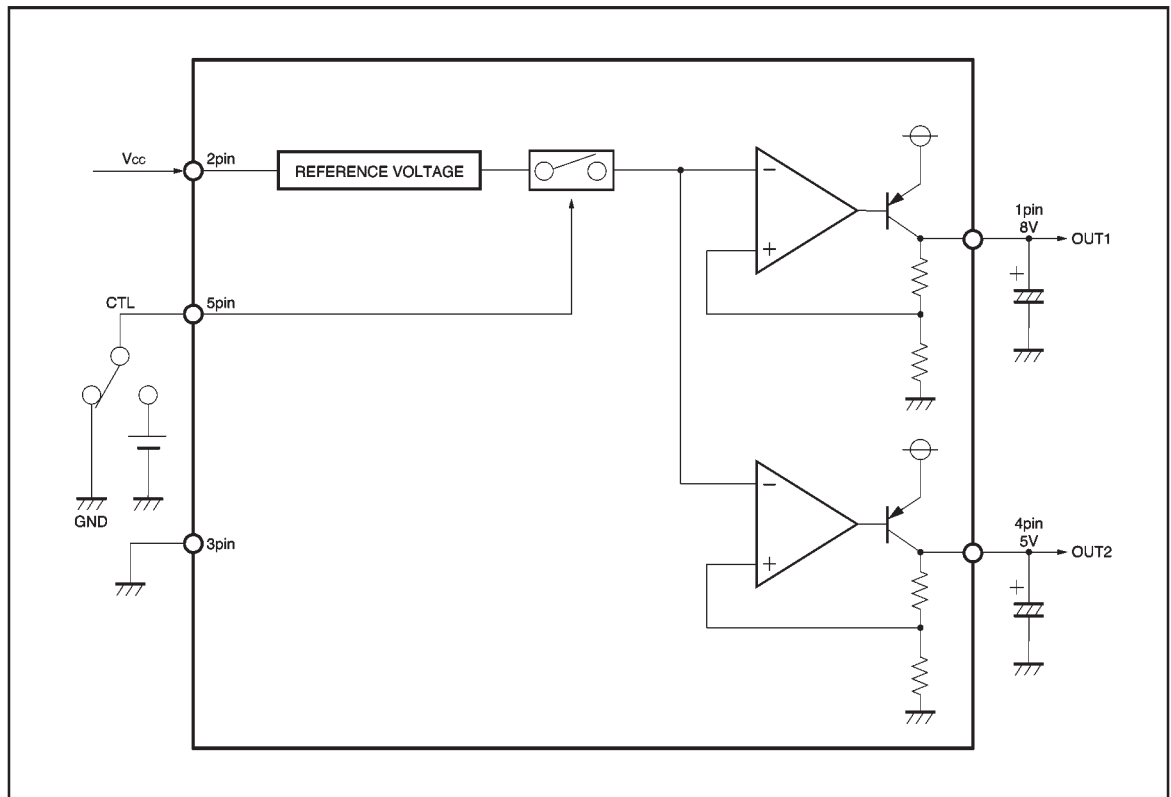 Vcc
2pin
REFERENCE VOLTAGE
−
+
1pin
8V
OUT1
+
CTL
5pin
GND
3pin
−
+
4pin
5V
OUT2
+